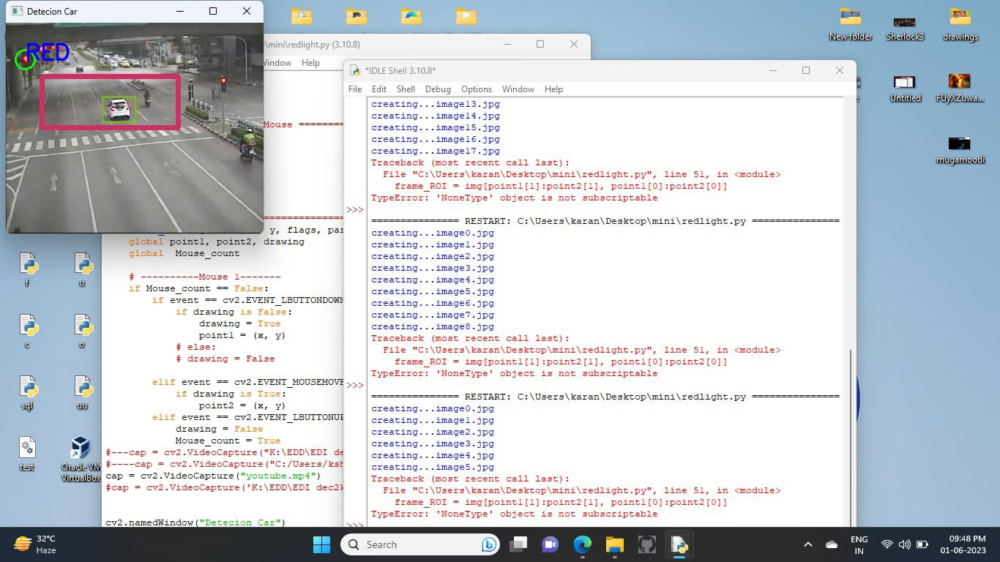 Detecion Car
RED
\mini\redlight.py (3.10.8)
Window Help
Mouse ========
================
y, flags, par
global point1, point2, drawing
global Mouse_count
# ----------Mouse 1-------
if Mouse_count == False:
if event == cv2.EVENT_LBUTTONDOWN
if drawing is False:
drawing = True
point1 = (x, y)
# else:
# drawing = False
elif event == cv2.EVENT_MOUSEMOVE
if drawing is True:
point2 = (x, y)
elif event == cv2.EVENT_LBUTTONUP
drawing = False
Mouse_count = True
#---cap = cv2.VideoCapture("K:\EDD\EDI de
#----cap = cv2.VideoCapture("C:/Users/ksh
cap = cv2.VideoCapture("youtube.mp4")
#cap = cv2.VideoCapture('K:\EDD\EDI dec2k
cv2.namedWindow("Detecion Car")
*IDLE Shell 3.10.8*
File Edit Shell Debug Options Window Help
creating...image13.jpg
creating...image14.jpg
creating...image15.jpg
creating...image16.jpg
creating...image17.jpg
Traceback (most recent call last):
File "C:\Users\karan\Desktop\mini\redlight.py", line 51, in <module>
frame_ROI = img[point1[1]:point2[1], point1[0]:point2[0]]
TypeError: 'NoneType' object is not subscriptable
>>>
=============== RESTART: C:\Users\karan\Desktop\mini\redlight.py ===============
creating...image0.jpg
creating...image1.jpg
creating...image2.jpg
creating...image3.jpg
creating...image4.jpg
creating...image5.jpg
creating...image6.jpg
creating...image7.jpg
creating...image8.jpg
Traceback (most recent call last):
File "C:\Users\karan\Desktop\mini\redlight.py", line 51, in <module>
frame_ROI = img[point1[1]:point2[1], point1[0]:point2[0]]
TypeError: 'NoneType' object is not subscriptable
>>>
=============== RESTART: C:\Users\karan\Desktop\mini\redlight.py ===============
creating...image0.jpg
creating...image1.jpg
creating...image2.jpg
creating...image3.jpg
creating...image4.jpg
creating...image5.jpg
Traceback (most recent call last):
File "C:\Users\karan\Desktop\mini\redlight.py", line 51, in <module>
frame_ROI = img[point1[1]:point2[1], point1[0]:point2[0]]
TypeError: 'NoneType' object is not subscriptable
>>>
New folder
Sherlock3
drawings
Untitled
FUyXZuwa...
mugamoodi
f
u
c
o
sql
uu
test
Oracle VM
VirtualBox
32°C
Haze
Search
ENG
IN
09:48 PM
01-06-2023